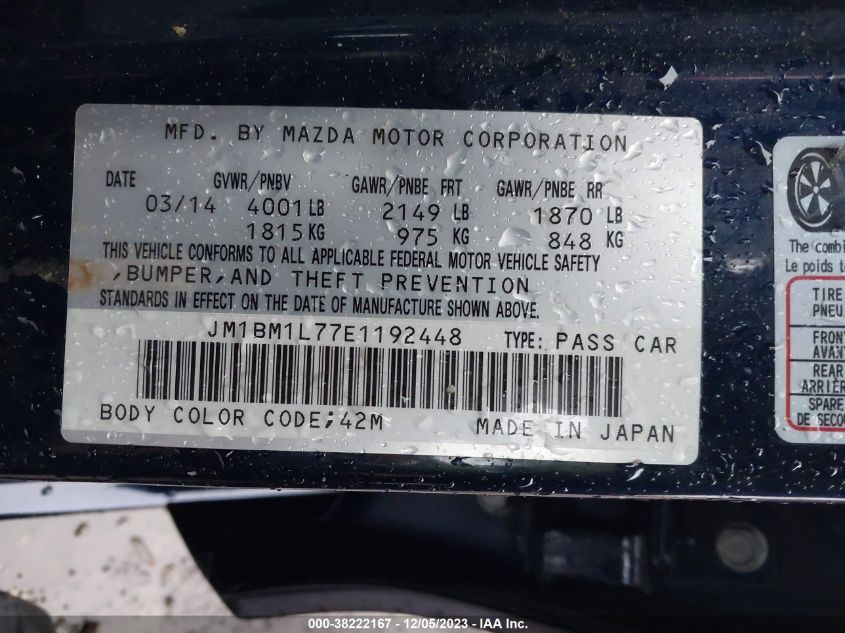 MFD. BY MAZDA MOTOR CORPORATION
DATE GVWR/PNBV GAWR/PNBE FRT GAWR/PNBE RR
03/14 4001 LB 2149 LB 1870 LB
1815 KG 975 KG 848 KG
THIS VEHICLE CONFORMS TO ALL APPLICABLE FEDERAL MOTOR VEHICLE SAFETY
,BUMPER,AND THEFT PREVENTION
STANDARDS IN EFFECT ON THE DATE OF MANUFACTURE SHOWN ABOVE.
JM1BM1L77E1192448 TYPE: PASS CAR
BODY COLOR CODE;42M MADE IN JAPAN
The combi
Le poids t
TIRE
PNEU
FRON
AVAN
REAR
ARRIÈR
SPARE
DE SECOU
000-38222167 - 12/05/2023 - IAA Inc.